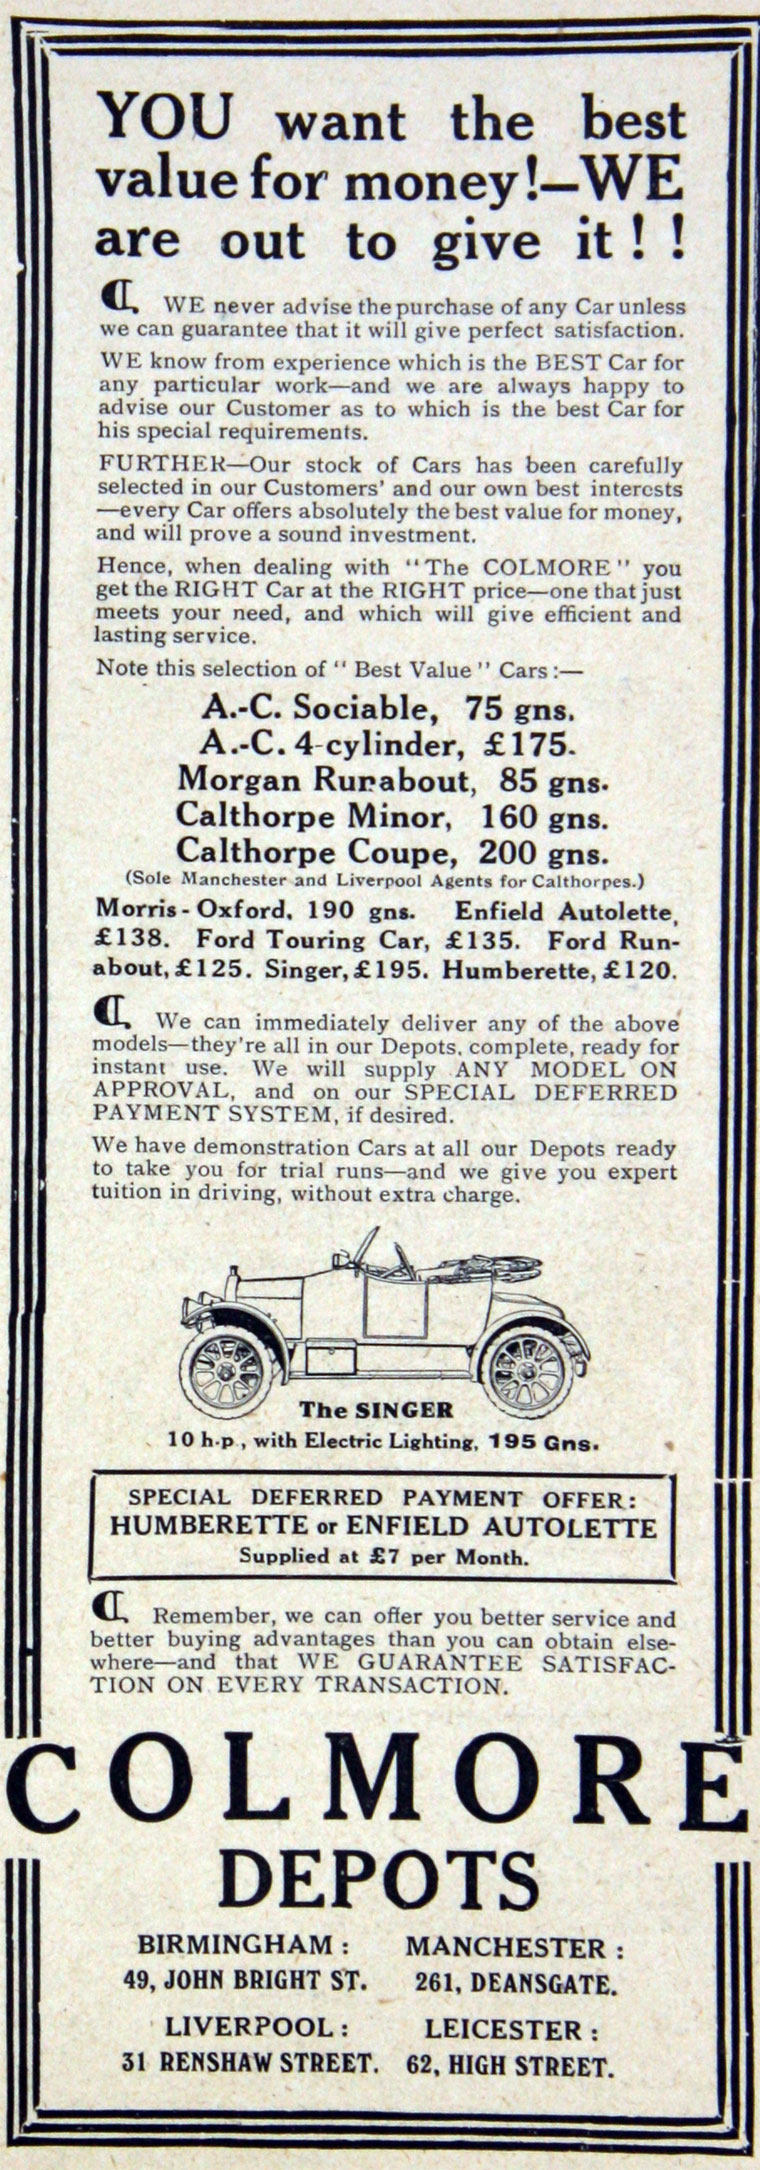 YOU want the best
value for money!—WE
are out to give it!!
WE never advise the purchase of any Car unless
we can guarantee that it will give perfect satisfaction.
WE know from experience which is the BEST Car for
any particular work—and we are always happy to
advise our Customer as to which is the best Car for
his special requirements.
FURTHER—Our stock of Cars has been carefully
selected in our Customers' and our own best interests
—every Car offers absolutely the best value for money,
and will prove a sound investment.
Hence, when dealing with "The COLMORE" you
get the RIGHT Car at the RIGHT price—one that just
meets your need, and which will give efficient and
lasting service.
Note this selection of "Best Value" Cars:—
A.-C. Sociable, 75 gns.
A.-C. 4-cylinder, £175.
Morgan Runabout, 85 gns.
Calthorpe Minor, 160 gns.
Calthorpe Coupe, 200 gns.
(Sole Manchester and Liverpool Agents for Calthorpes.)
Morris-Oxford, 190 gns. Enfield Autolette,
£138. Ford Touring Car, £135. Ford Run-
about, £125. Singer, £195. Humberette, £120.
We can immediately deliver any of the above
models—they're all in our Depots, complete, ready for
instant use. We will supply ANY MODEL ON
APPROVAL, and on our SPECIAL DEFERRED
PAYMENT SYSTEM, if desired.
We have demonstration Cars at all our Depots ready
to take you for trial runs—and we give you expert
tuition in driving, without extra charge.
The SINGER
10 h.p., with Electric Lighting, 195 Gns.
SPECIAL DEFERRED PAYMENT OFFER:
HUMBERETTE or ENFIELD AUTOLETTE
Supplied at £7 per Month.
Remember, we can offer you better service and
better buying advantages than you can obtain else-
where—and that WE GUARANTEE SATISFAC-
TION ON EVERY TRANSACTION.
COLMORE
DEPOTS
BIRMINGHAM: MANCHESTER:
49, JOHN BRIGHT ST. 261, DEANSGATE.
LIVERPOOL: LEICESTER:
31 RENSHAW STREET. 62, HIGH STREET.